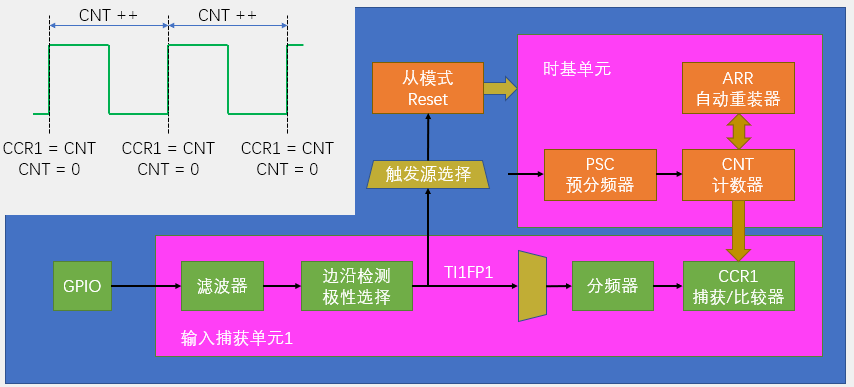 CNT ++
CNT ++
CCR1 = CNT
CNT = 0
CCR1 = CNT
CNT = 0
CCR1 = CNT
CNT = 0
从模式
Reset
时基单元
ARR
自动重装器
触发源选择
PSC
预分频器
CNT
计数器
GPIO
滤波器
边沿检测
极性选择
TI1FP1
分频器
CCR1
捕获/比较器
输入捕获单元1